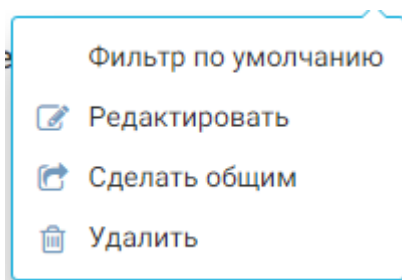 Фильтр по умолчанию
Редактировать
Сделать общим
Удалить